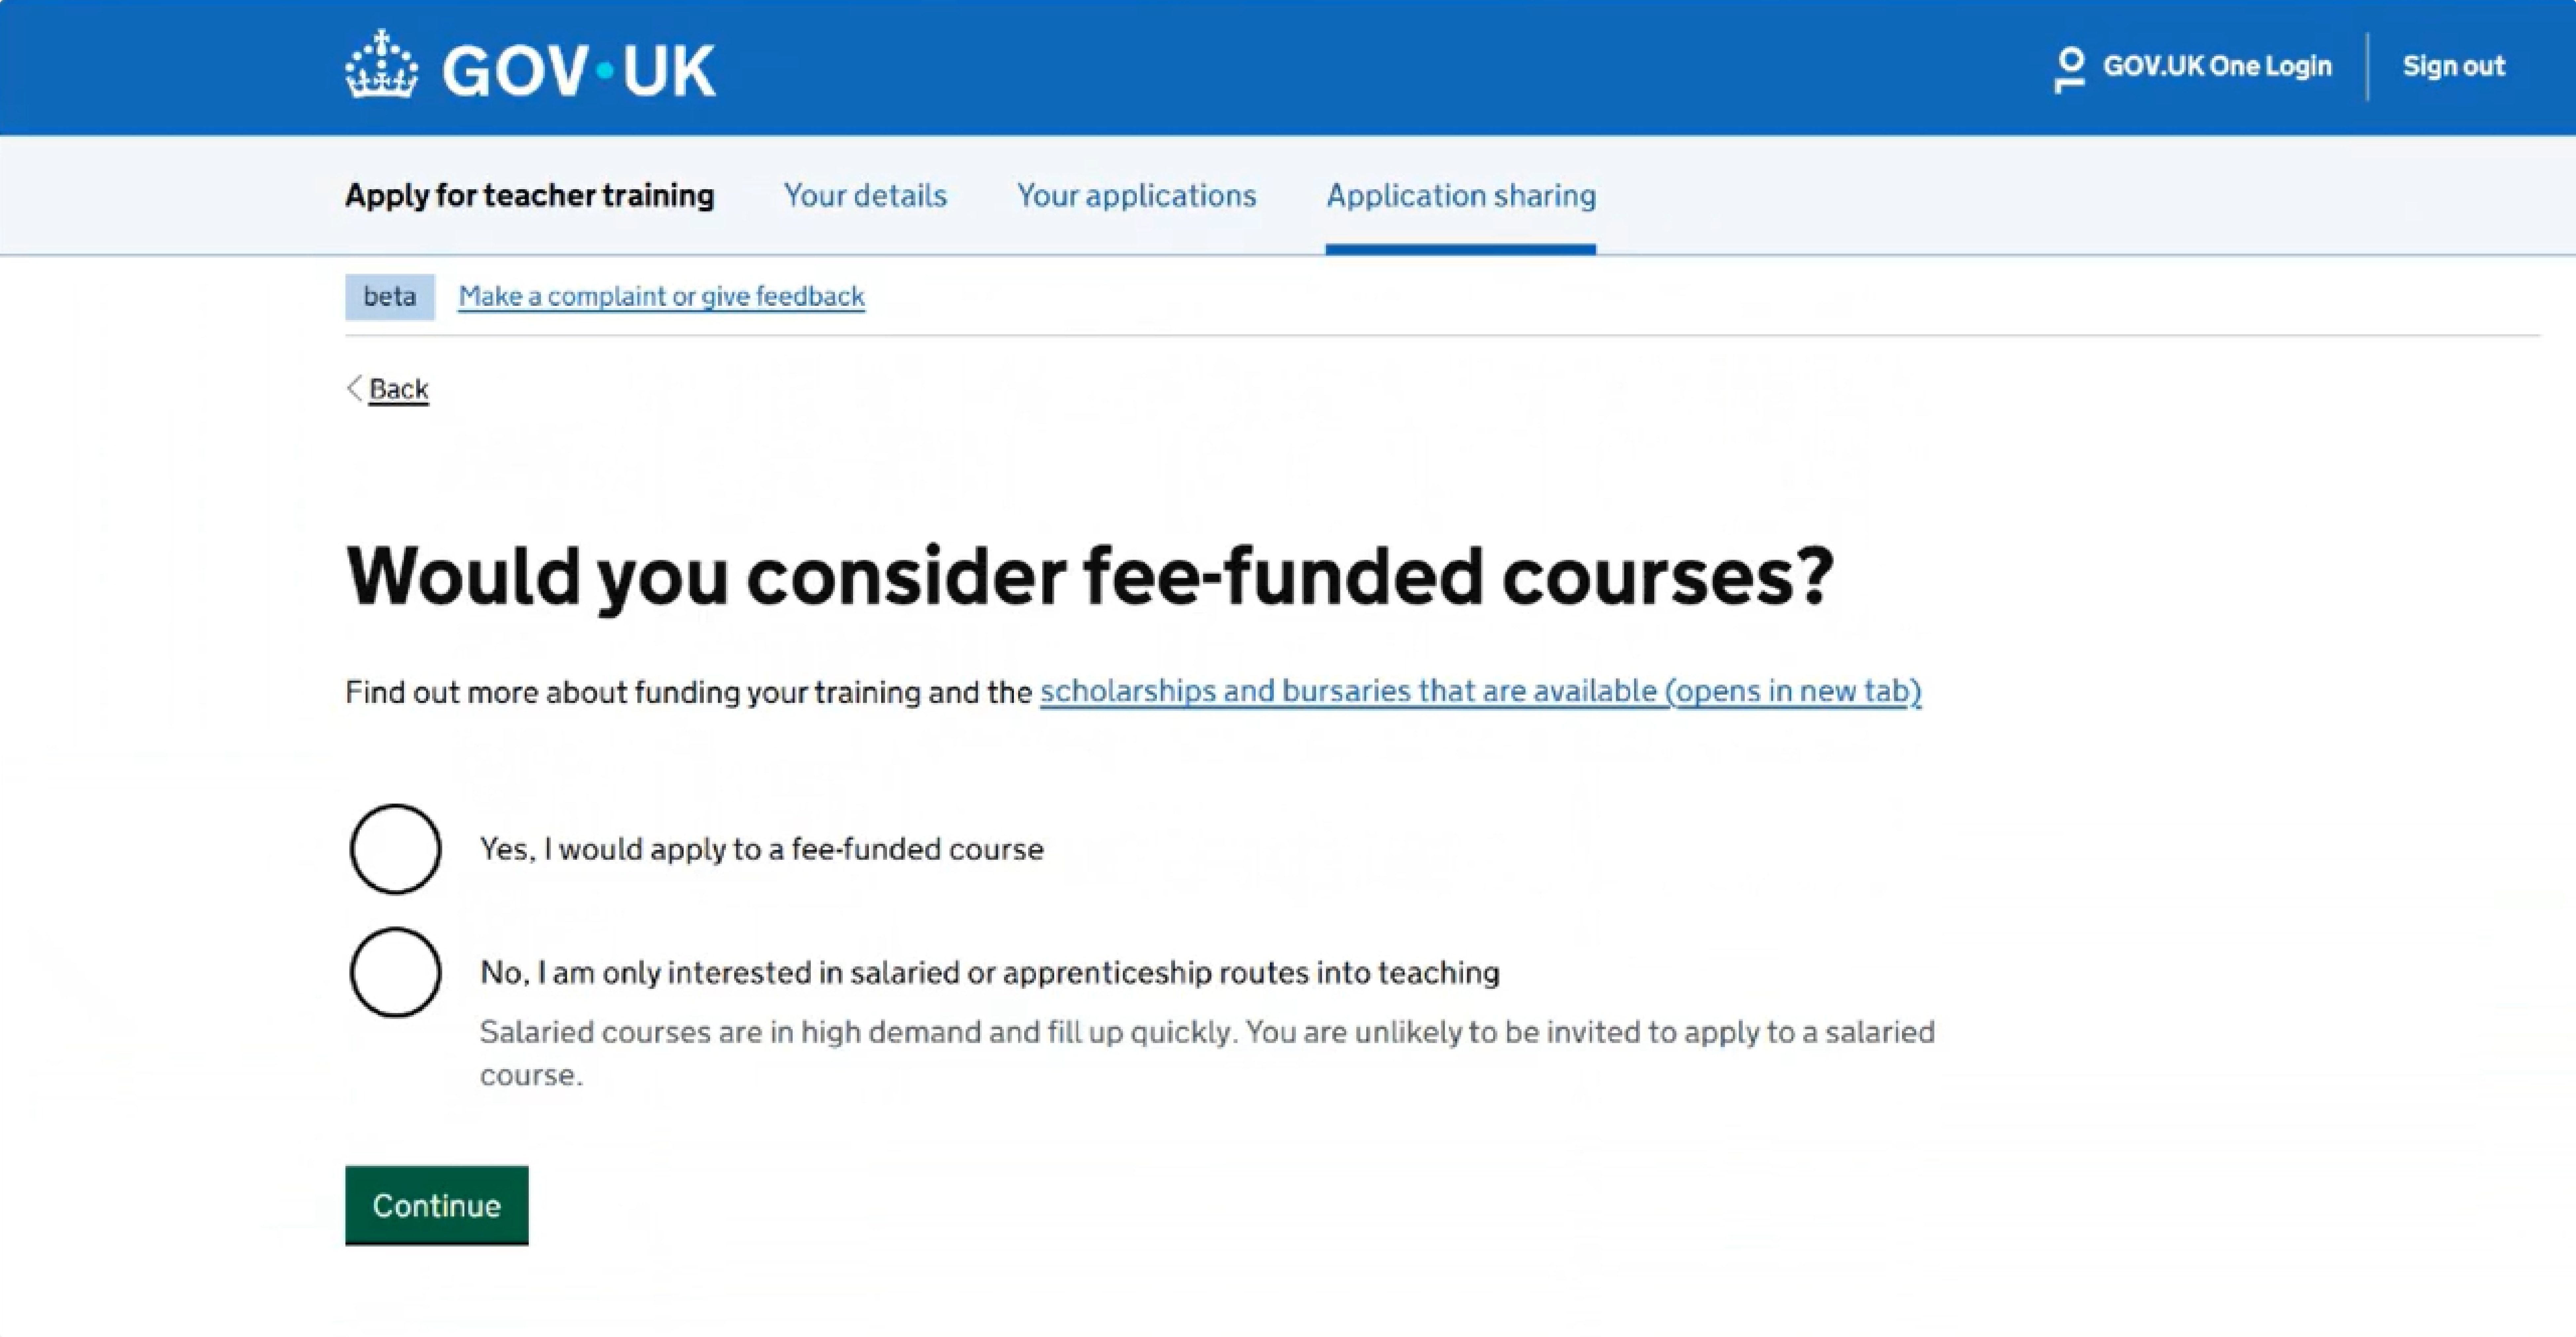 GOV·UK
GOV.UK One Login
Sign out
Apply for teacher training
Your details
Your applications
Application sharing
beta
Make a complaint or give feedback
Back
Would you consider fee-funded courses?
Find out more about funding your training and the scholarships and bursaries that are available (opens in new tab)
Yes, I would apply to a fee-funded course
No, I am only interested in salaried or apprenticeship routes into teaching
Salaried courses are in high demand and fill up quickly. You are unlikely to be invited to apply to a salaried
course.
Continue